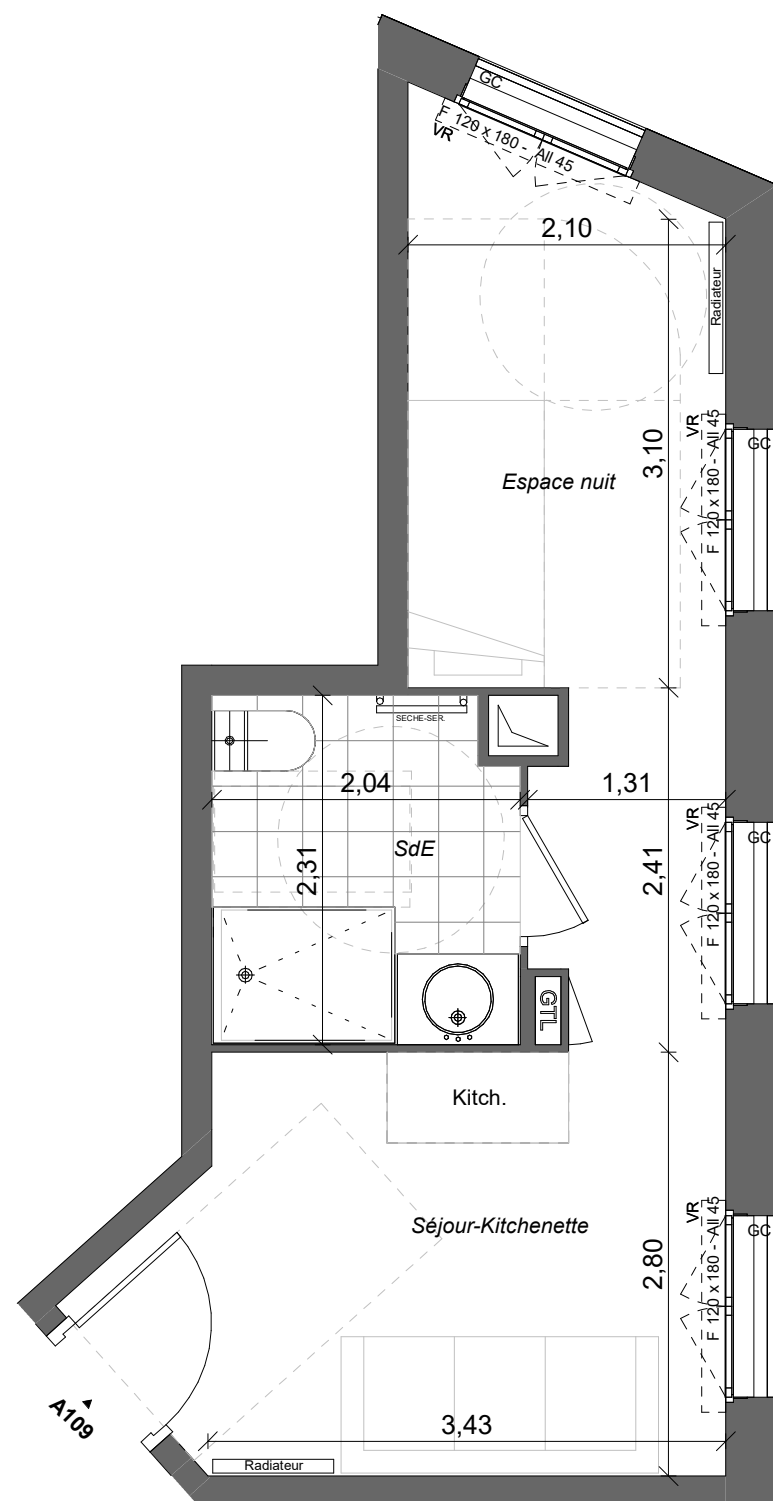 GC
F 120 x 180 - All 45
VR
2,10
Radiateur
3,10
Espace nuit
VR
F 120 x 180 - All 45
GC
SECHE-SER.
2,04
1,31
2,31
SdE
2,41
VR
F 120 x 180 - All 45
GC
GTL
Kitch.
Séjour-Kitchenette
2,80
VR
F 120 x 180 - All 45
GC
A109
3,43
Radiateur